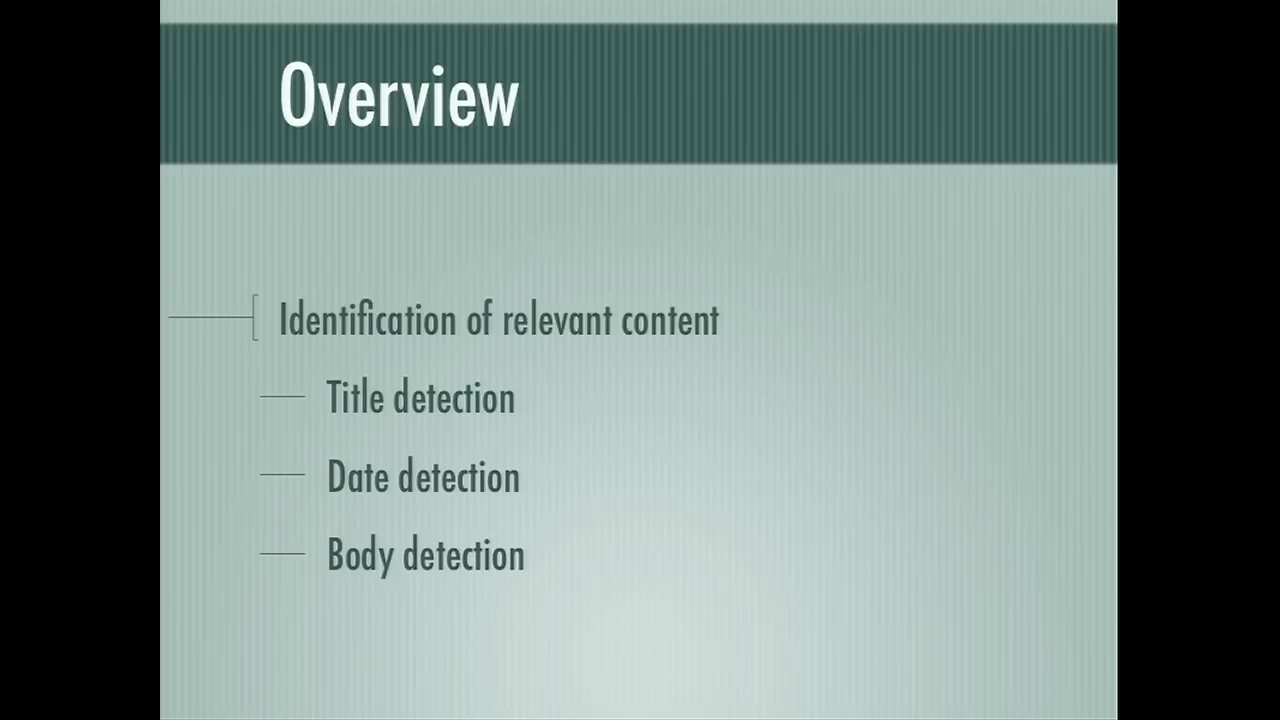 Overview
Identification of relevant content
Title detection
Date detection
Body detection